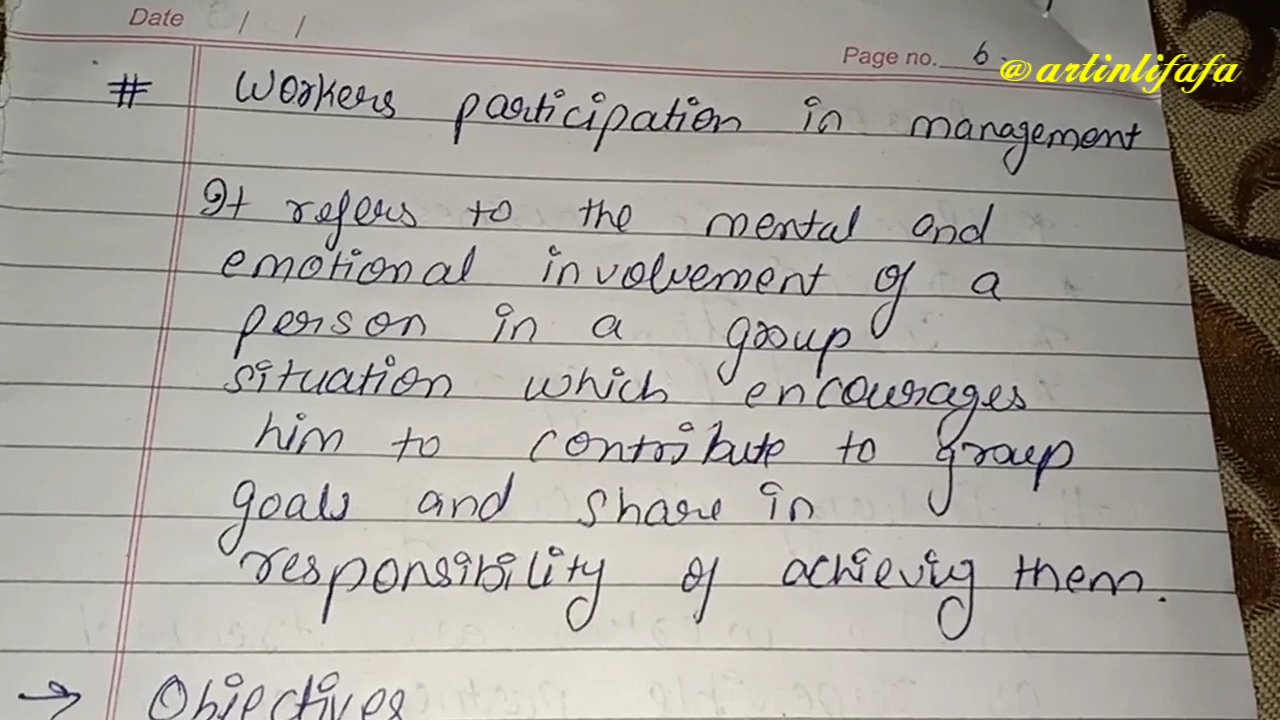 Date / /
Page no. 6.
@artinlifafa
# Workers participation in management
It refers to the mental and
emotional involvement of a
person in a group
situation which encourages
him to contribute to group
goals and share in
responsibility of achievig them.
→ Objectives